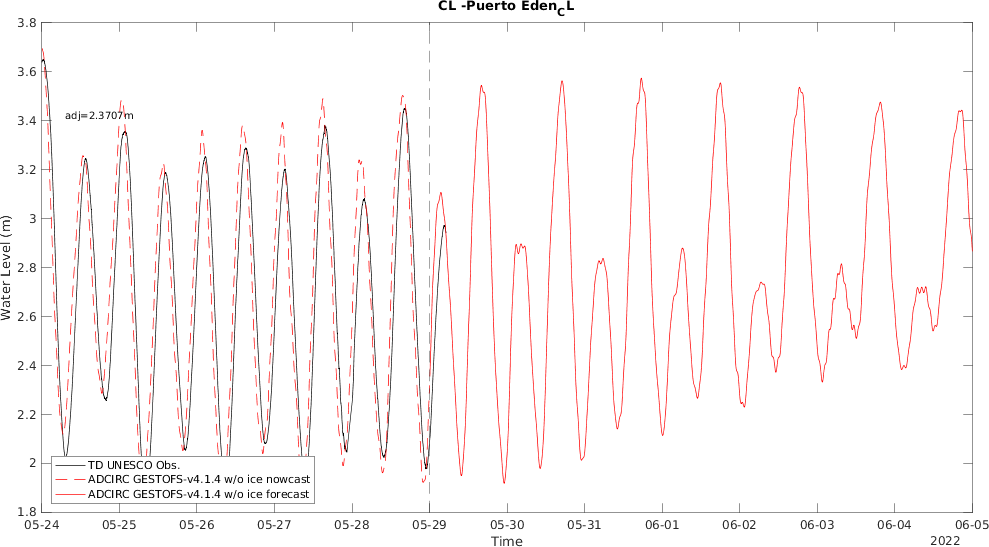 CL -Puerto Eden_CL
3.8
3.6
3.4
3.2
3
2.8
2.6
2.4
2.2
2
1.8
Water Level (m)
adj=2.3707m
TD UNESCO Obs.
ADCIRC GESTOFS-v4.1.4 w/o ice nowcast
ADCIRC GESTOFS-v4.1.4 w/o ice forecast
05-24 05-25 05-26 05-27 05-28 05-29 05-30 05-31 06-01 06-02 06-03 06-04 06-05
Time
2022